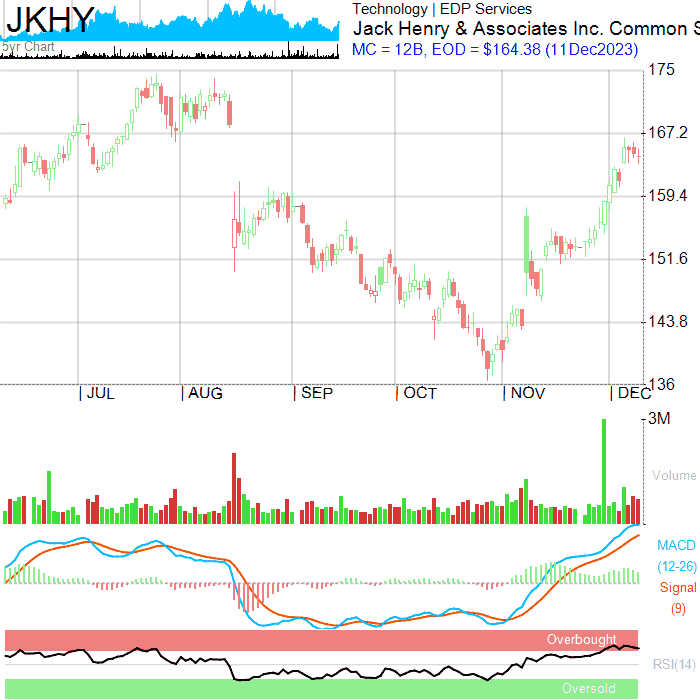 JKHY
5yr Chart
Technology | EDP Services
Jack Henry & Associates Inc. Common S
MC = 12B, EOD = $164.38 (11Dec2023)
175
167.2
159.4
151.6
143.8
136
JUL AUG SEP OCT NOV DEC
3M
Volume
MACD
(12-26)
Signal
(9)
Overbought
RSI(14)
Oversold